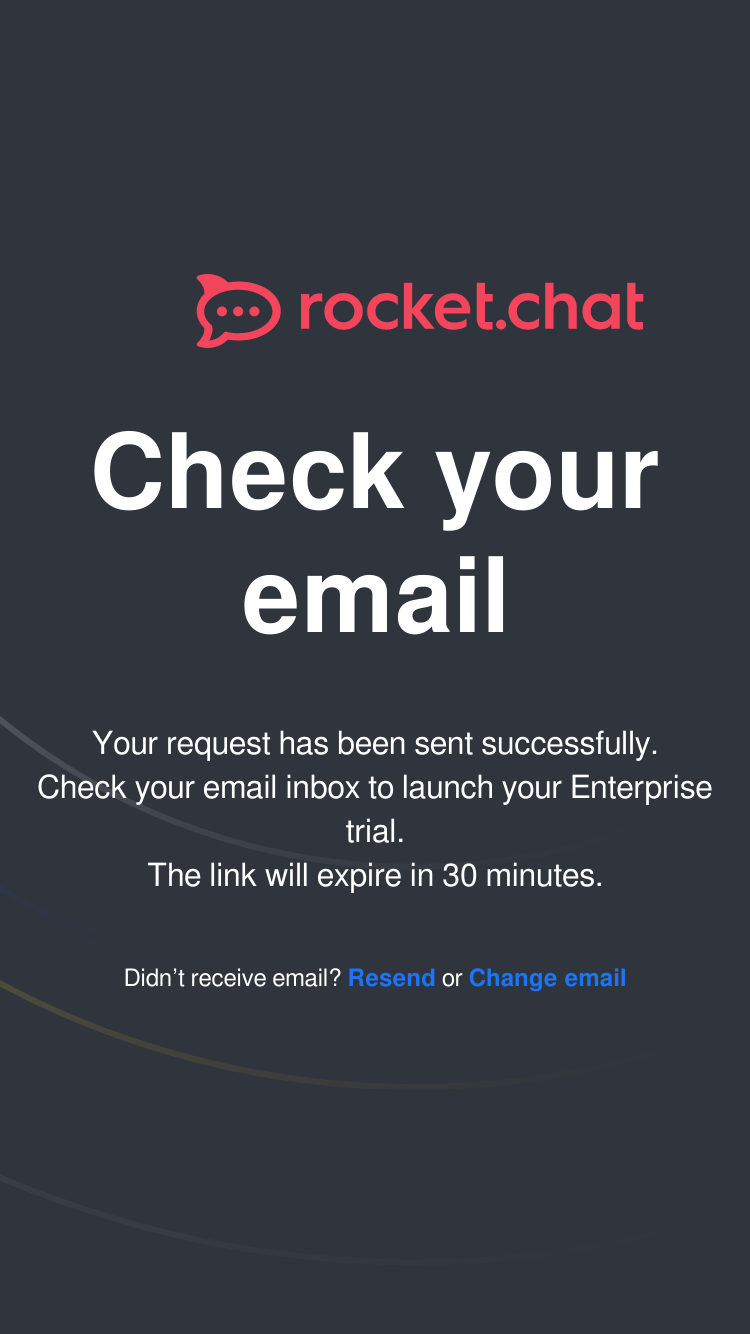 rocket.chat
Check your
email
Your request has been sent successfully.
Check your email inbox to launch your Enterprise
trial.
The link will expire in 30 minutes.
Didn’t receive email? Resend or Change email